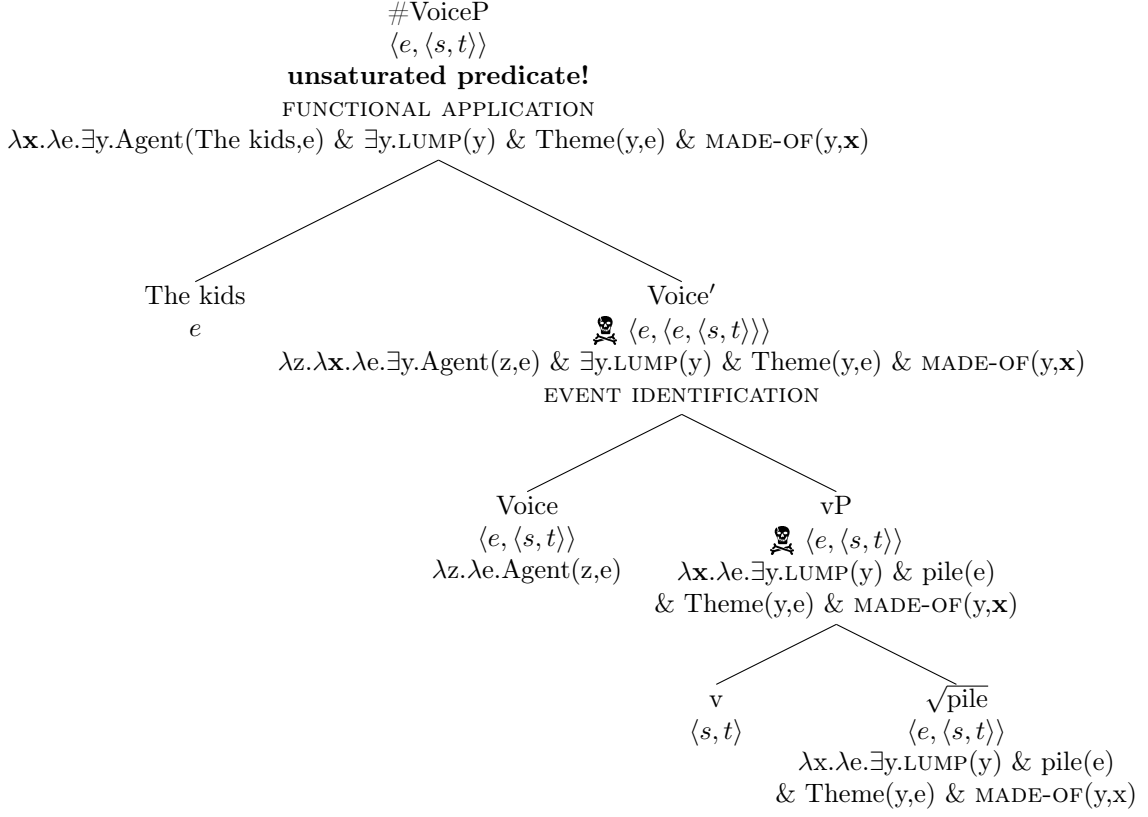 #VoiceP
⟨e, ⟨s, t⟩⟩
unsaturated predicate!
FUNCTIONAL APPLICATION
λx.λe.∃y.Agent(The kids,e) & ∃y.LUMP(y) & Theme(y,e) & MADE-OF(y,x)
The kids
e
Voice′
☠ ⟨e, ⟨e, ⟨s, t⟩⟩⟩
λz.λx.λe.∃y.Agent(z,e) & ∃y.LUMP(y) & Theme(y,e) & MADE-OF(y,x)
EVENT IDENTIFICATION
Voice
⟨e, ⟨s, t⟩⟩
λz.λe.Agent(z,e)
vP
☠ ⟨e, ⟨s, t⟩⟩
λx.λe.∃y.LUMP(y) & pile(e)
& Theme(y,e) & MADE-OF(y,x)
v
⟨s, t⟩
√pile
⟨e, ⟨s, t⟩⟩
λx.λe.∃y.LUMP(y) & pile(e)
& Theme(y,e) & MADE-OF(y,x)